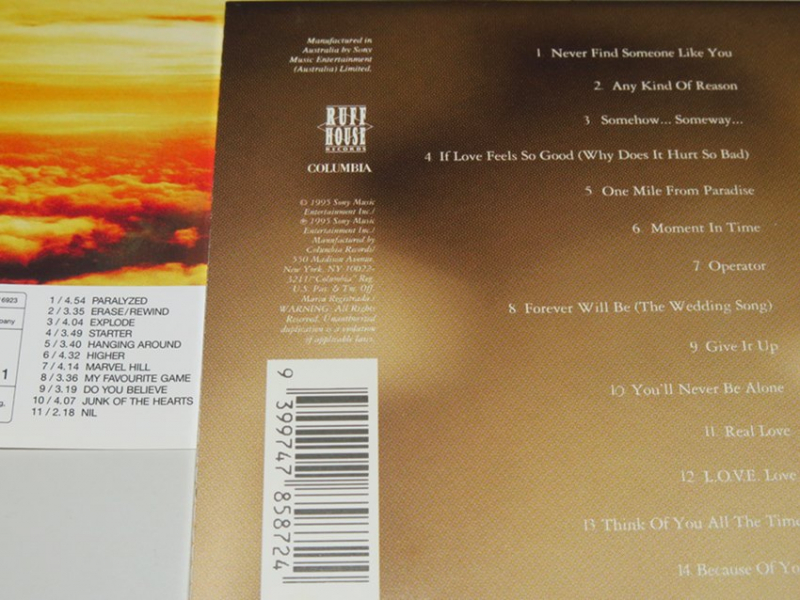 6923
pany
1
g.
1 / 4.54 PARALYZED
2 / 3.35 ERASE / REWIND
3 / 4.04 EXPLODE
4 / 3.49 STARTER
5 / 3.40 HANGING AROUND
6 / 4.32 HIGHER
7 / 4.14 MARVEL HILL
8 / 3.36 MY FAVOURITE GAME
9 / 3.19 DO YOU BELIEVE
10 / 4.07 JUNK OF THE HEARTS
11 / 2.18 NIL
Manufactured in
Australia by Sony
Music Entertainment
(Australia) Limited.
RUFF
HOUSE
RECORDS
COLUMBIA
© 1995 Sony Music
Entertainment Inc./
℗ 1995 Sony Music
Entertainment Inc./
Manufactured by
Columbia Records/
550 Madison Avenue,
New York, NY 10022-
3211/"Columbia" Reg.
U.S. Pat. & Tm. Off.
Marca Registrada./
WARNING: All Rights
Reserved. Unauthorized
duplication is a violation
of applicable laws.
9 399747 858724
1 Never Find Someone Like You
2. Any Kind Of Reason
3 Somehow... Someway...
4 If Love Feels So Good (Why Does It Hurt So Bad)
5 One Mile From Paradise
6 Moment In Time
7 Operator
8 Forever Will Be (The Wedding Song)
9 Give It Up
10 You'll Never Be Alone
11. Real Love
12 L.O.V.E. Love
13 Think Of You All The Time
14 Because Of Yo